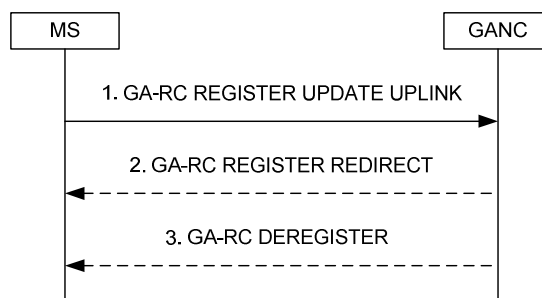 MS
GANC
1. GA-RC REGISTER UPDATE UPLINK
2. GA-RC REGISTER REDIRECT
3. GA-RC DEREGISTER